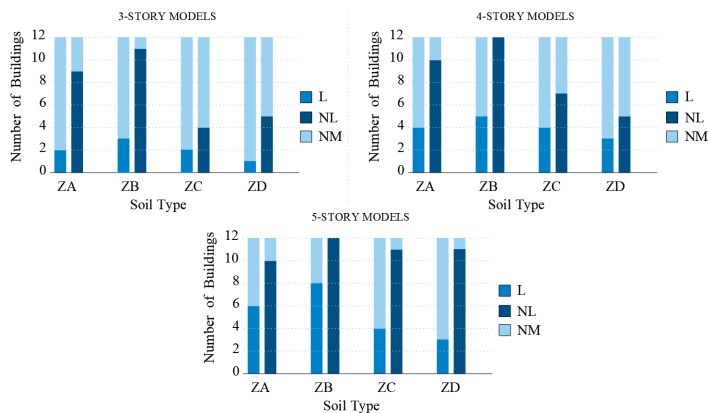 3-STORY MODELS
Number of Buildings
12
10
8
6
4
2
0
ZA ZB ZC ZD
Soil Type
L
NL
NM
4-STORY MODELS
Number of Buildings
12
10
8
6
4
2
0
ZA ZB ZC ZD
Soil Type
L
NL
NM
5-STORY MODELS
Number of Buildings
12
10
8
6
4
2
0
ZA ZB ZC ZD
Soil Type
L
NL
NM